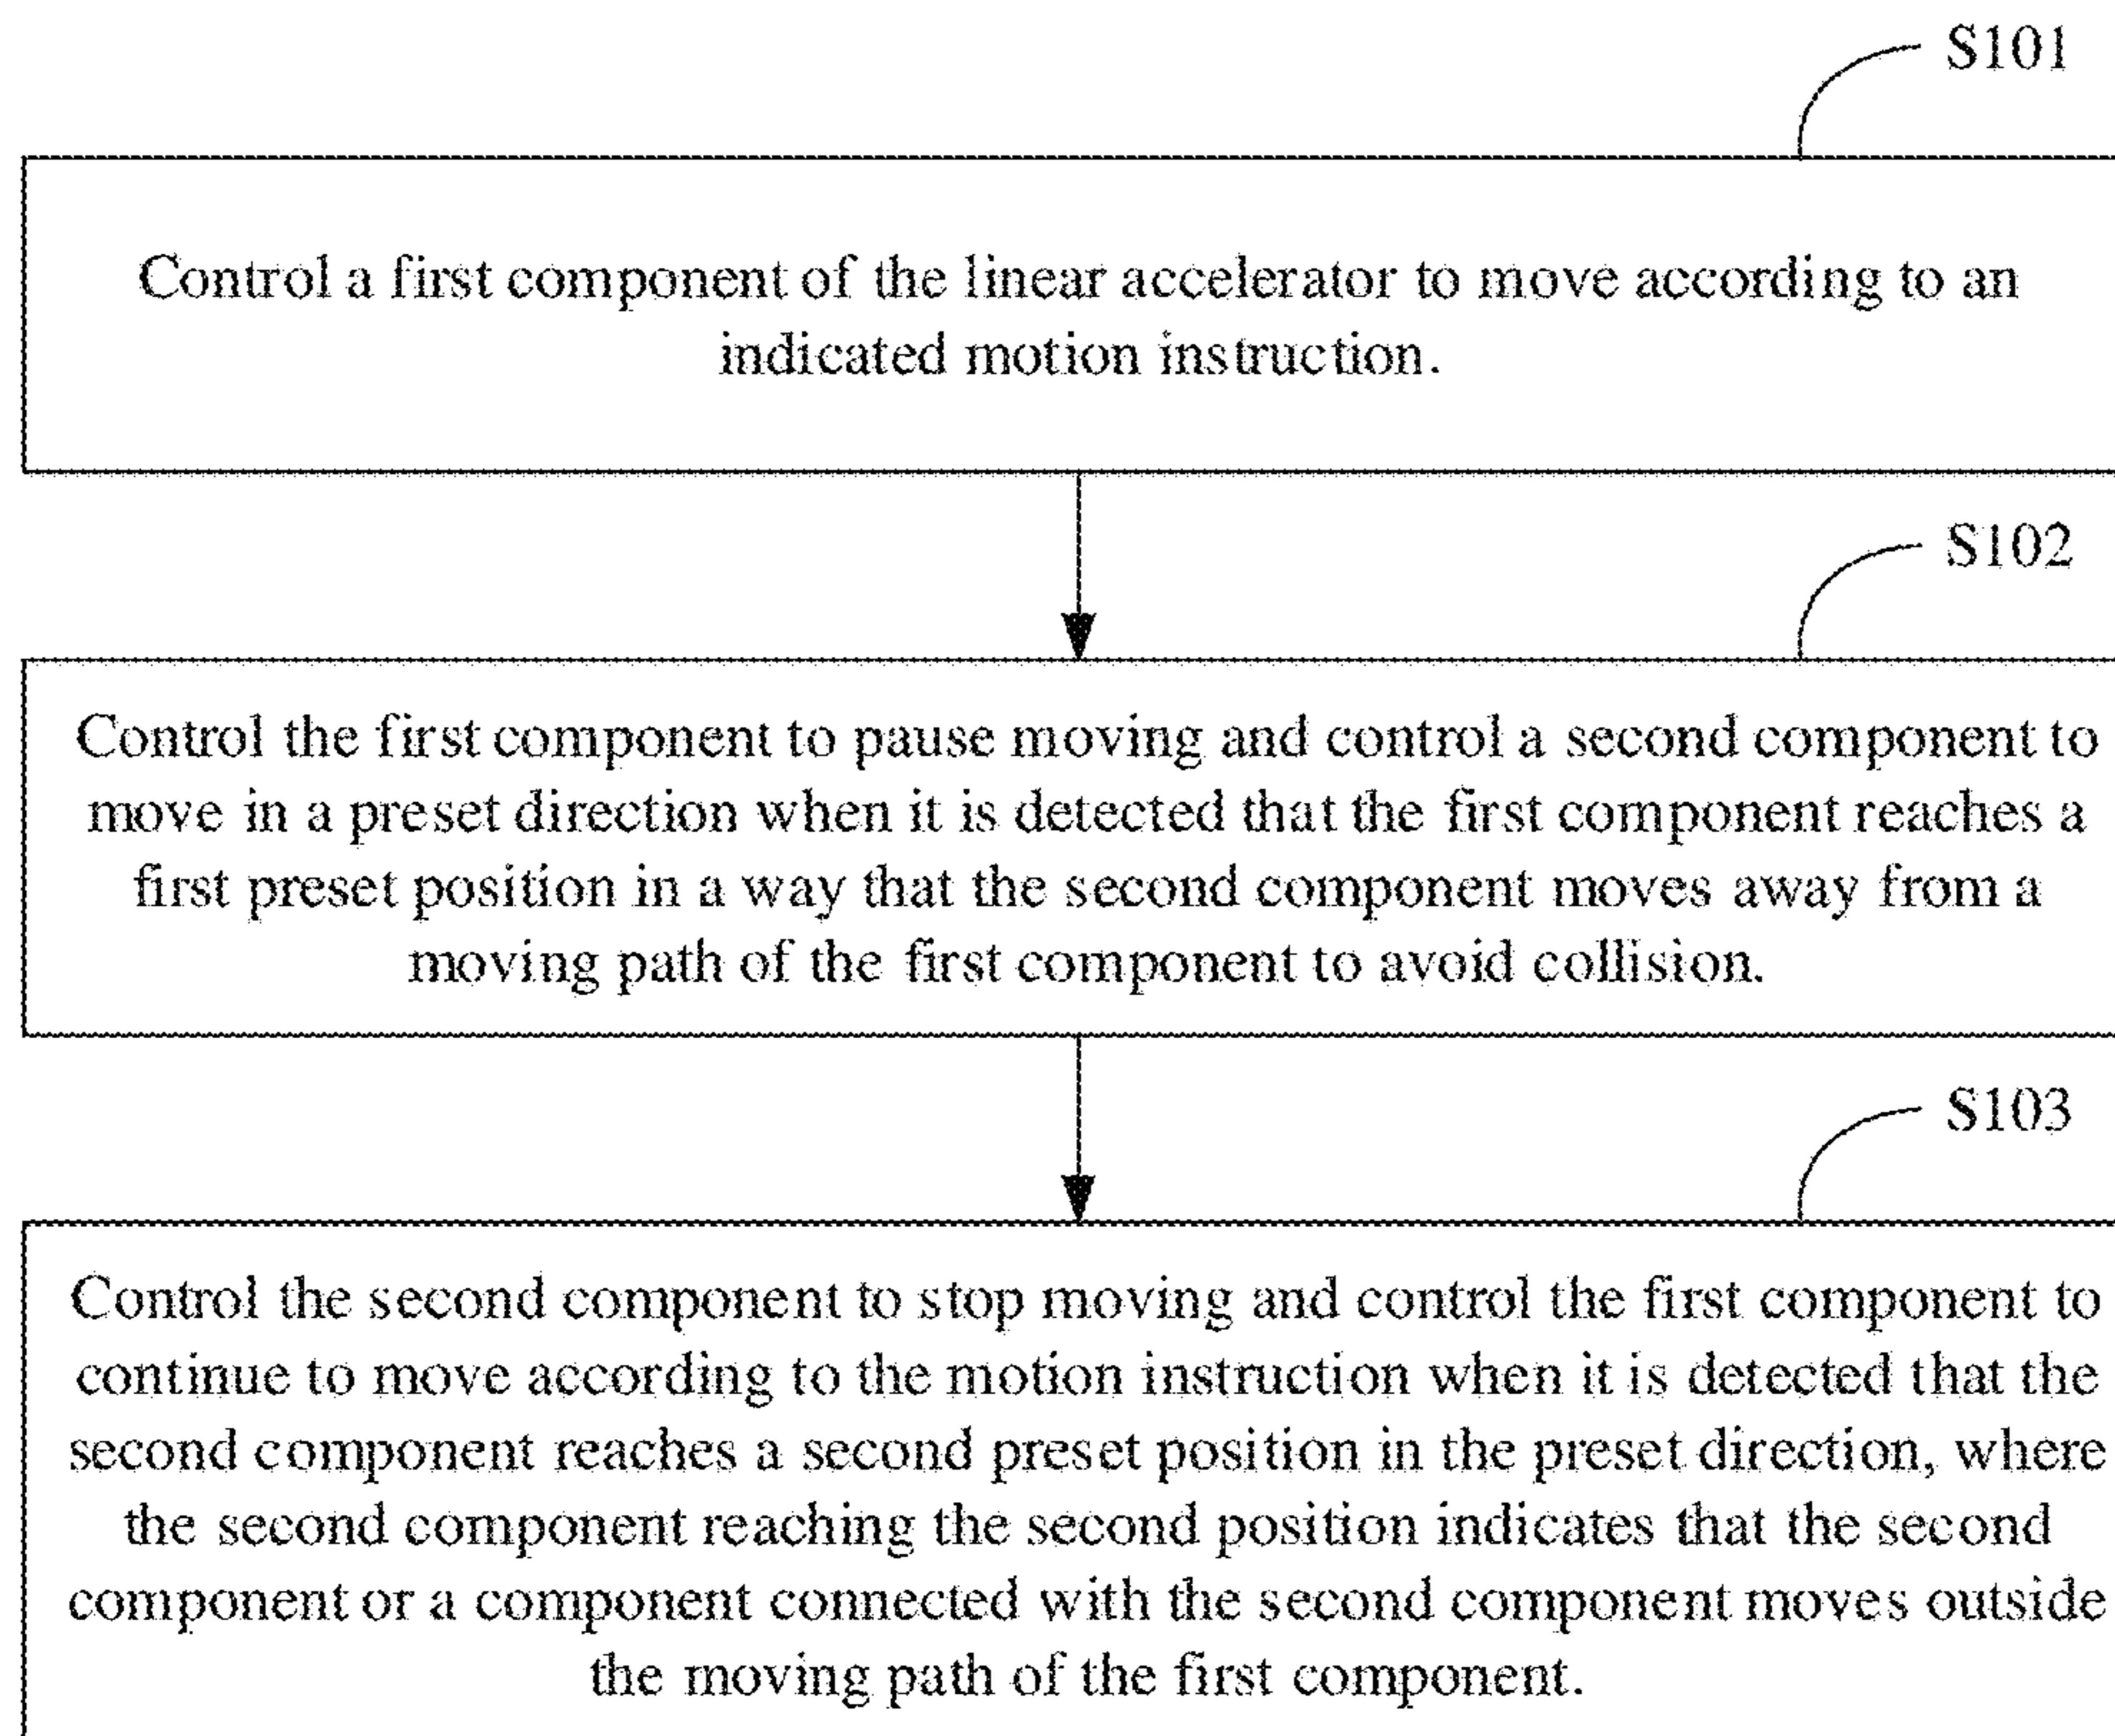 S101
Control a first component of the linear accelerator to move according to an
indicated motion instruction.
S102
Control the first component to pause moving and control a second component to
move in a preset direction when it is detected that the first component reaches a
first preset position in a way that the second component moves away from a
moving path of the first component to avoid collision.
S103
Control the second component to stop moving and control the first component to
continue to move according to the motion instruction when it is detected that the
second component reaches a second preset position in the preset direction, where
the second component reaching the second position indicates that the second
component or a component connected with the second component moves outside
the moving path of the first component.